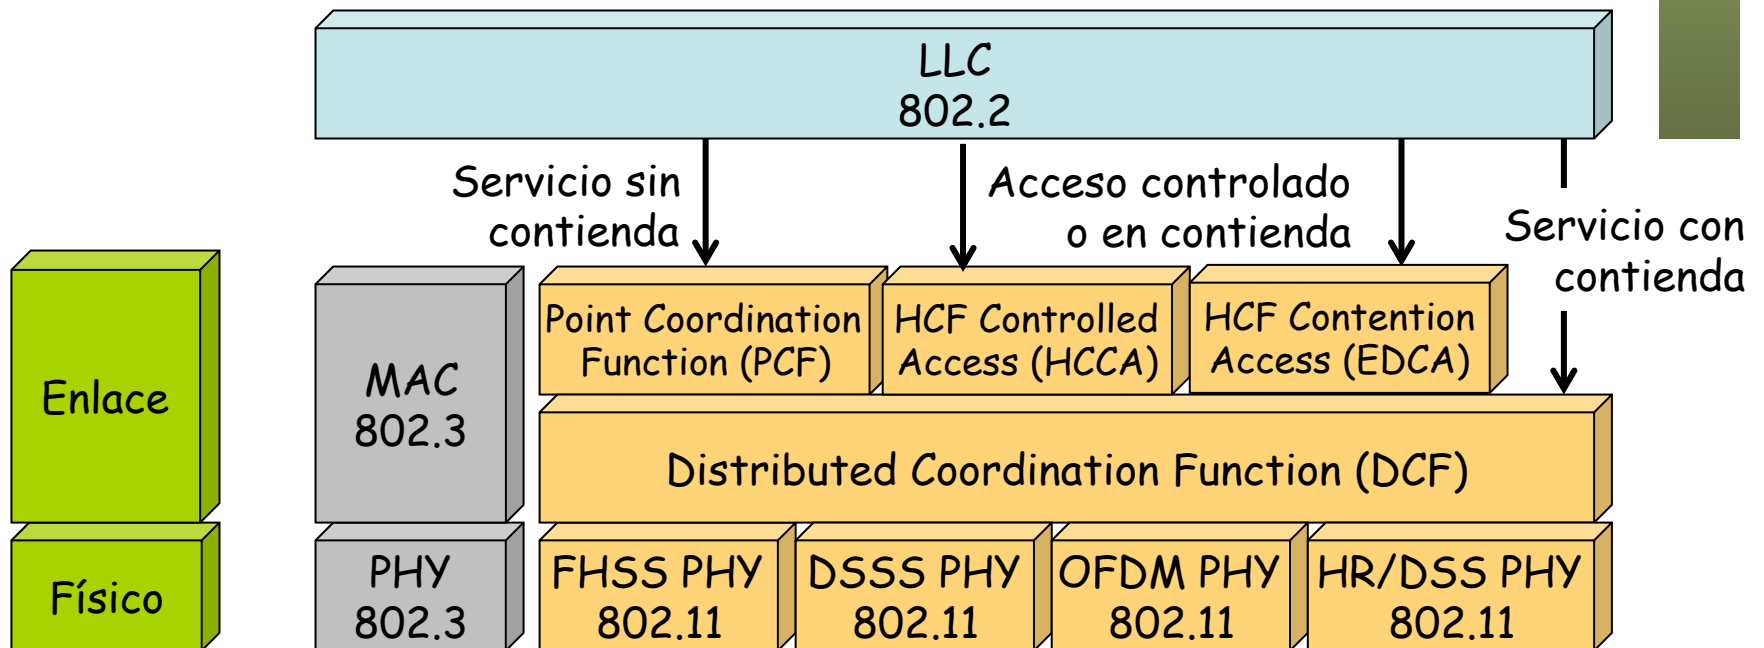 LLC
802.2
Servicio sin
contienda
Acceso controlado
o en contienda
Servicio con
contienda
Enlace
MAC
802.3
Point Coordination
Function (PCF)
HCF Controlled
Access (HCCA)
HCF Contention
Access (EDCA)
Distributed Coordination Function (DCF)
Físico
PHY
802.3
FHSS PHY
802.11
DSSS PHY
802.11
OFDM PHY
802.11
HR/DSS PHY
802.11